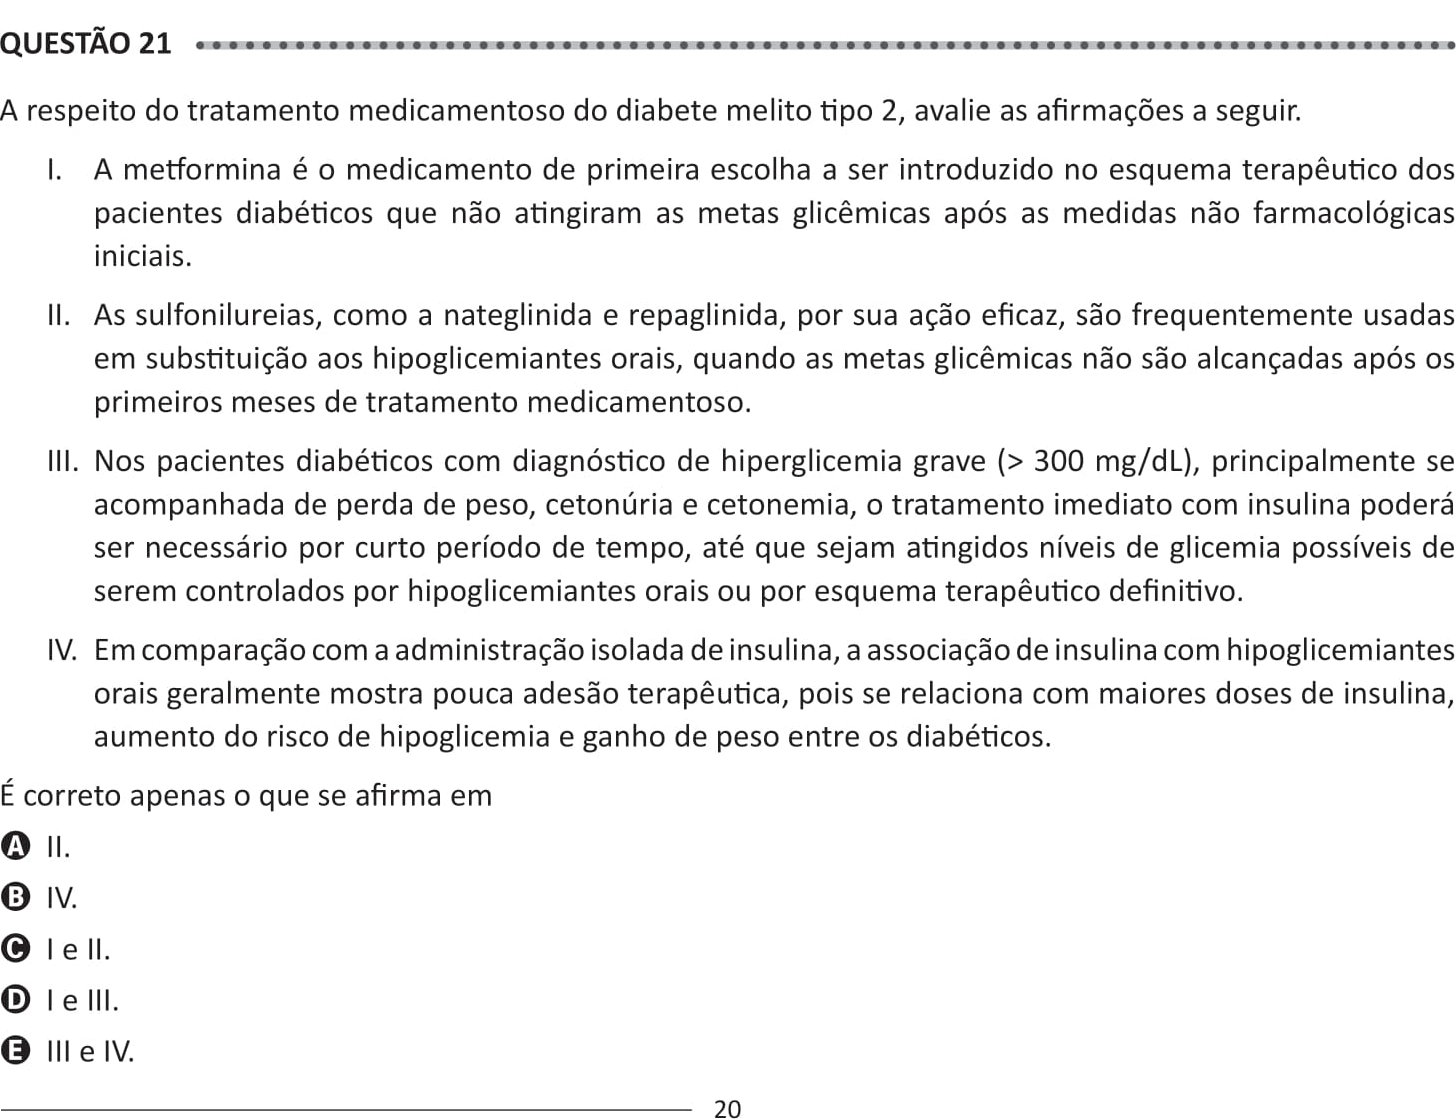 QUESTÃO 21
A respeito do tratamento medicamentoso do diabete melito tipo 2, avalie as afirmações a seguir.
I. A metformina é o medicamento de primeira escolha a ser introduzido no esquema terapêutico dos
pacientes diabéticos que não atingiram as metas glicêmicas após as medidas não farmacológicas
iniciais.
II. As sulfonilureias, como a nateglinida e repaglinida, por sua ação eficaz, são frequentemente usadas
em substituição aos hipoglicemiantes orais, quando as metas glicêmicas não são alcançadas após os
primeiros meses de tratamento medicamentoso.
III. Nos pacientes diabéticos com diagnóstico de hiperglicemia grave (> 300 mg/dL), principalmente se
acompanhada de perda de peso, cetonúria e cetonemia, o tratamento imediato com insulina poderá
ser necessário por curto período de tempo, até que sejam atingidos níveis de glicemia possíveis de
serem controlados por hipoglicemiantes orais ou por esquema terapêutico definitivo.
IV. Em comparação com a administração isolada de insulina, a associação de insulina com hipoglicemiantes
orais geralmente mostra pouca adesão terapêutica, pois se relaciona com maiores doses de insulina,
aumento do risco de hipoglicemia e ganho de peso entre os diabéticos.
É correto apenas o que se afirma em
A II.
B IV.
C I e II.
D I e III.
E III e IV.
20